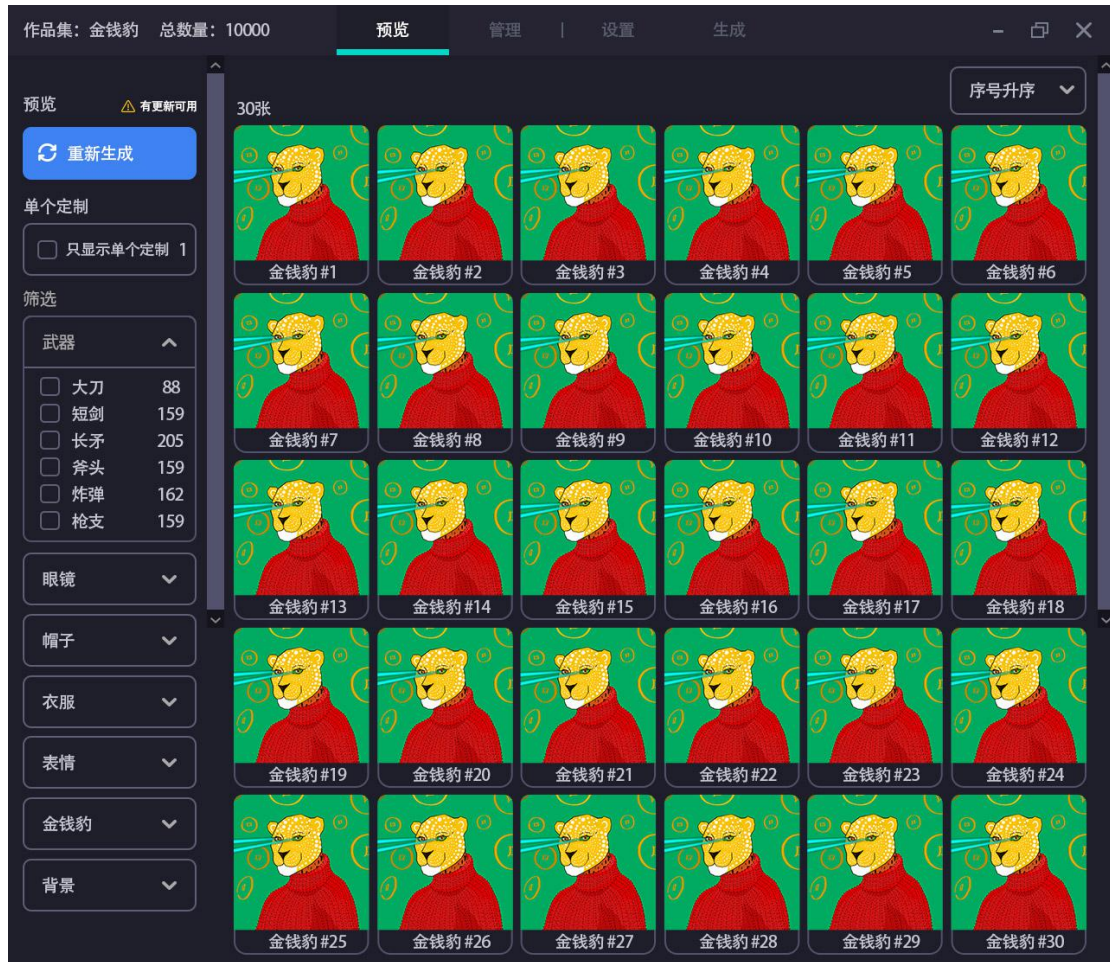 作品集：金钱豹 总数量：10000 预览 管理 | 设置 生成
预览 有更新可用
重新生成
单个定制
只显示单个定制 1
筛选
武器
大刀 88
短剑 159
长矛 205
斧头 159
炸弹 162
枪支 159
眼镜
帽子
衣服
表情
金钱豹
背景
30张 序号升序
金钱豹#1 金钱豹#2 金钱豹#3 金钱豹#4 金钱豹#5 金钱豹#6
金钱豹#7 金钱豹#8 金钱豹#9 金钱豹#10 金钱豹#11 金钱豹#12
金钱豹#13 金钱豹#14 金钱豹#15 金钱豹#16 金钱豹#17 金钱豹#18
金钱豹#19 金钱豹#20 金钱豹#21 金钱豹#22 金钱豹#23 金钱豹#24
金钱豹#25 金钱豹#26 金钱豹#27 金钱豹#28 金钱豹#29 金钱豹#30